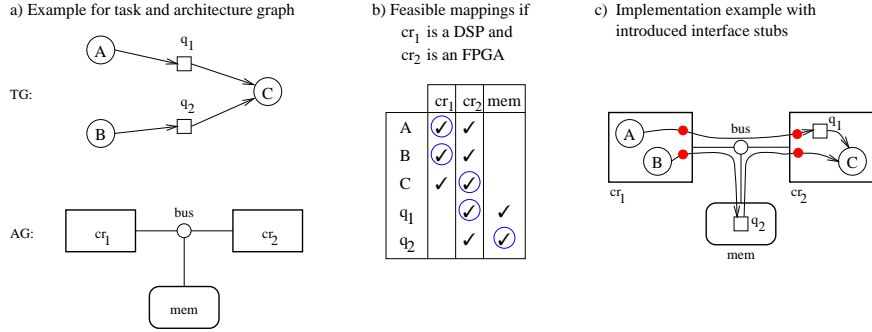 a) Example for task and architecture graph
TG:
A
q1
B
q2
C
AG:
cr1
bus
cr2
mem
b) Feasible mappings if
cr1 is a DSP and
cr2 is an FPGA
cr1 cr2 mem
A ✓ ✓
B ✓ ✓
C ✓ ✓
q1 ✓ ✓
q2 ✓ ✓
c) Implementation example with
introduced interface stubs
A
B
cr1
bus
q1
C
cr2
q2
mem